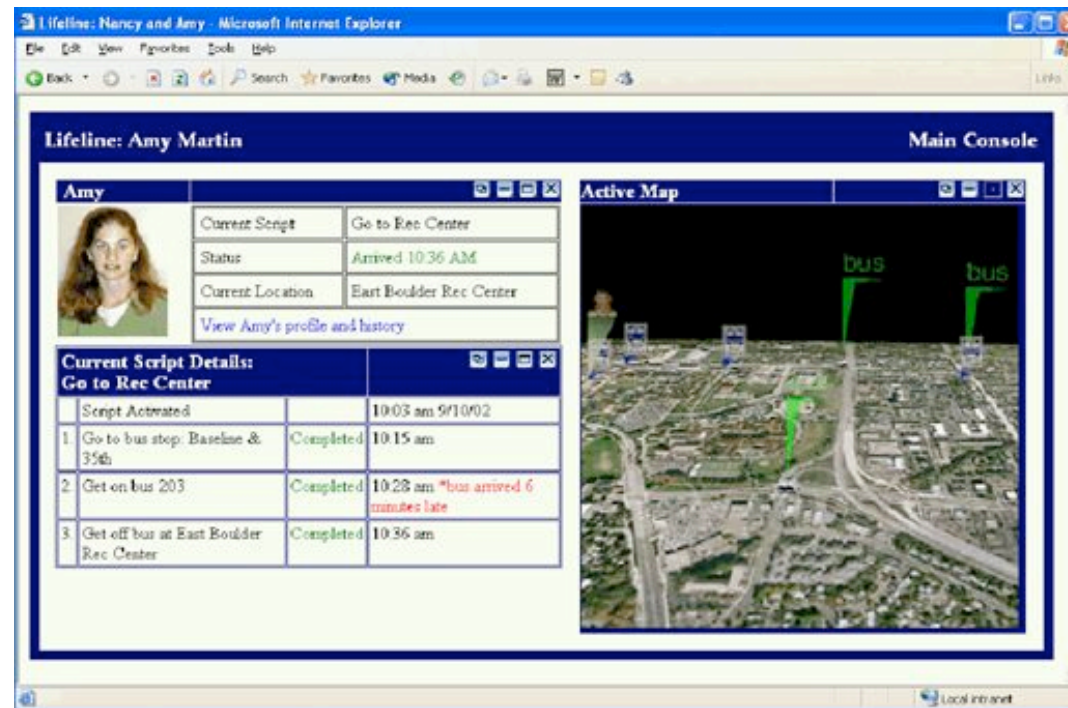 Lifeline: Nancy and Amy - Microsoft Internet Explorer
File Edit View Favorites Tools Help
Back Search Favorites Media
Links
Lifeline: Amy Martin Main Console
Amy
Current Script Go to Rec Center
Status Arrived 10:36 AM
Current Location East Boulder Rec Center
View Amy's profile and history
Current Script Details:
Go to Rec Center
Script Activated 10:03 am 9/10/02
1. Go to bus stop: Baseline & Completed 10:15 am
35th
2. Get on bus 203 Completed 10:28 am *bus arrived 6
minutes late
3. Get off bus at East Boulder Completed 10:36 am
Rec Center
Active Map
bus
bus
Local intranet